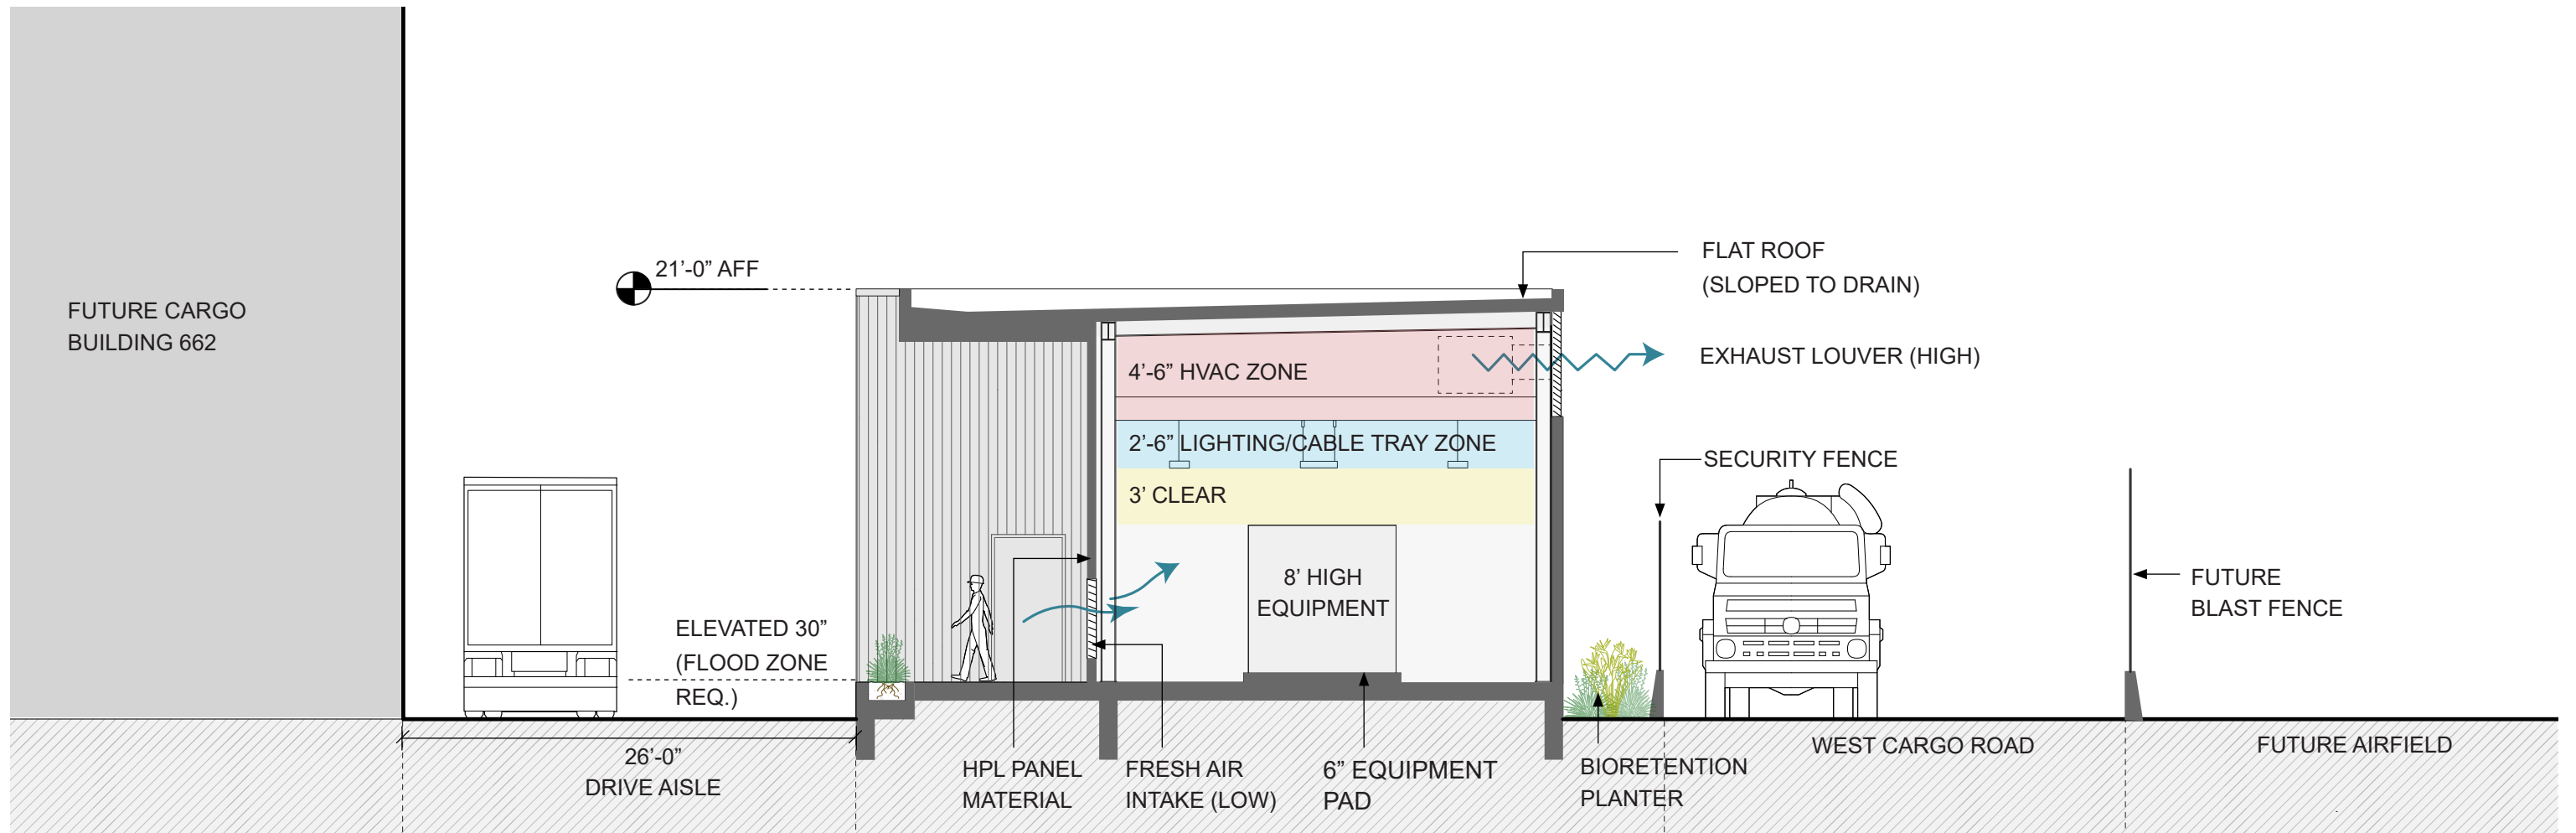 FUTURE CARGO
BUILDING 662
21’-0” AFF
ELEVATED 30”
(FLOOD ZONE
REQ.)
26’-0”
DRIVE AISLE
4’-6” HVAC ZONE
2’-6” LIGHTING/CABLE TRAY ZONE
3’ CLEAR
8’ HIGH
EQUIPMENT
HPL PANEL
MATERIAL
FRESH AIR
INTAKE (LOW)
6” EQUIPMENT
PAD
FLAT ROOF
(SLOPED TO DRAIN)
EXHAUST LOUVER (HIGH)
SECURITY FENCE
BIORETENTION
PLANTER
WEST CARGO ROAD
FUTURE
BLAST FENCE
FUTURE AIRFIELD